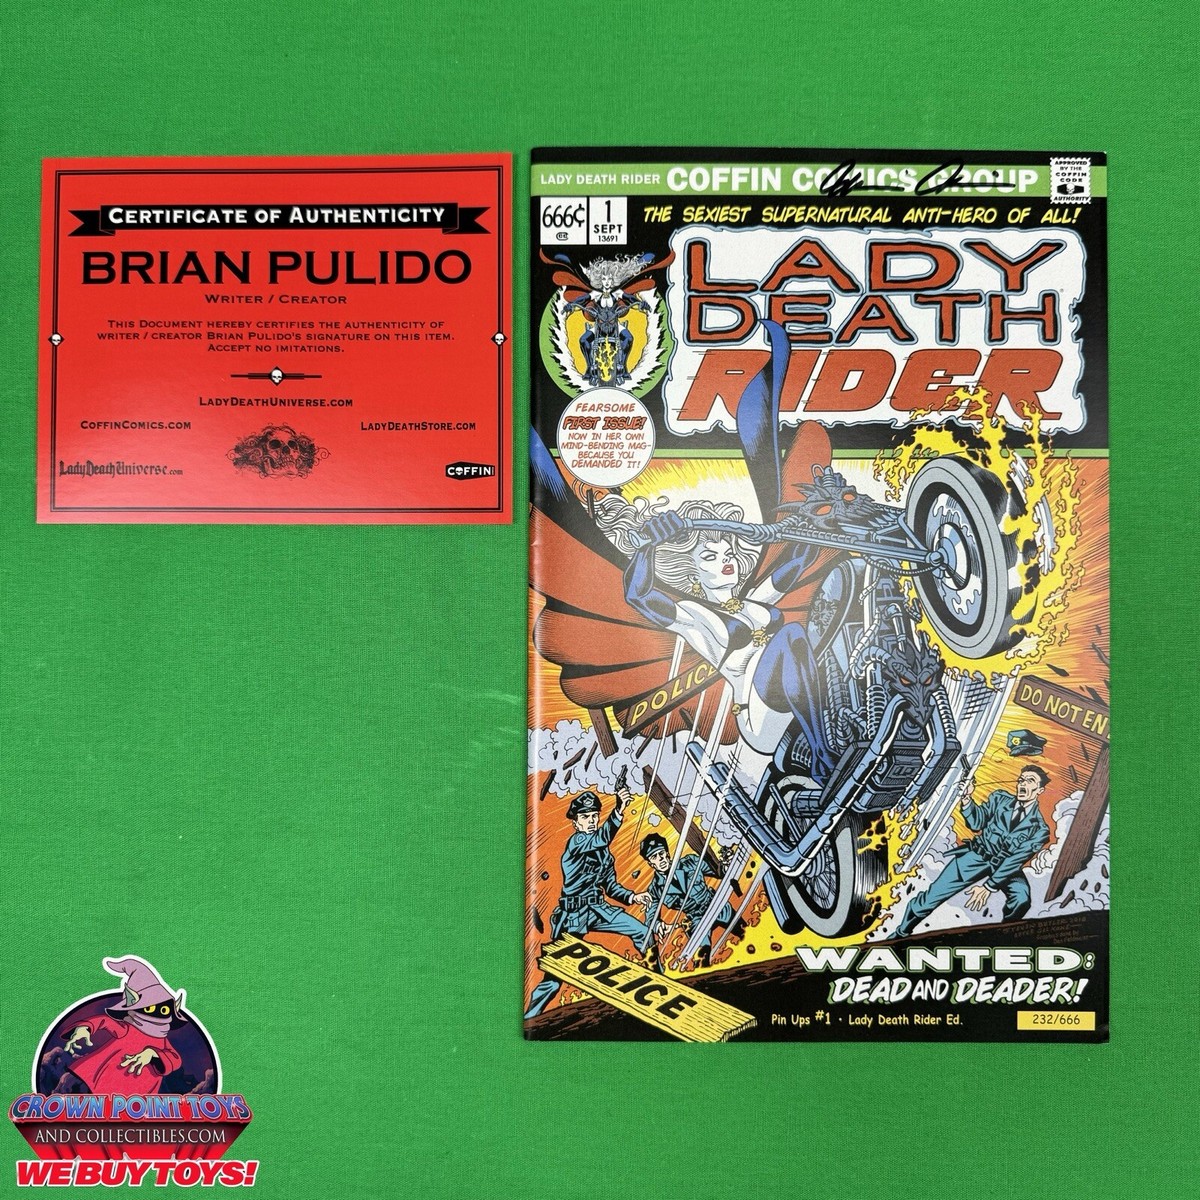 CERTIFICATE OF AUTHENTICITY
BRIAN PULIDO
WRITER / CREATOR
THIS DOCUMENT HEREBY CERTIFIES THE AUTHENTICITY OF
WRITER / CREATOR BRIAN PULIDO'S SIGNATURE ON THIS ITEM.
ACCEPT NO IMITATIONS.
LADYDEATHUNIVERSE.COM
COFFINCOMICS.COM
LADYDEATHSTORE.COM
LadyDeathUniverse.com
COFFIN
LADY DEATH RIDER COFFIN COMICS GROUP
APPROVED
BY THE
COFFIN
CODE
AUTHORITY
666¢
1
SEPT
13691
THE SEXIEST SUPERNATURAL ANTI-HERO OF ALL!
LADY
DEATH
RIDER
FEARSOME
FIRST ISSUE!
NOW IN HER OWN
MIND-BENDING MAG-
BECAUSE YOU
DEMANDED IT!
POLICE
DO NOT EN
POLICE
WANTED:
DEAD AND DEADER!
Pin Ups #1 · Lady Death Rider Ed.
232/666
CROWN POINT TOYS
AND COLLECTIBLES.COM
WE BUY TOYS!